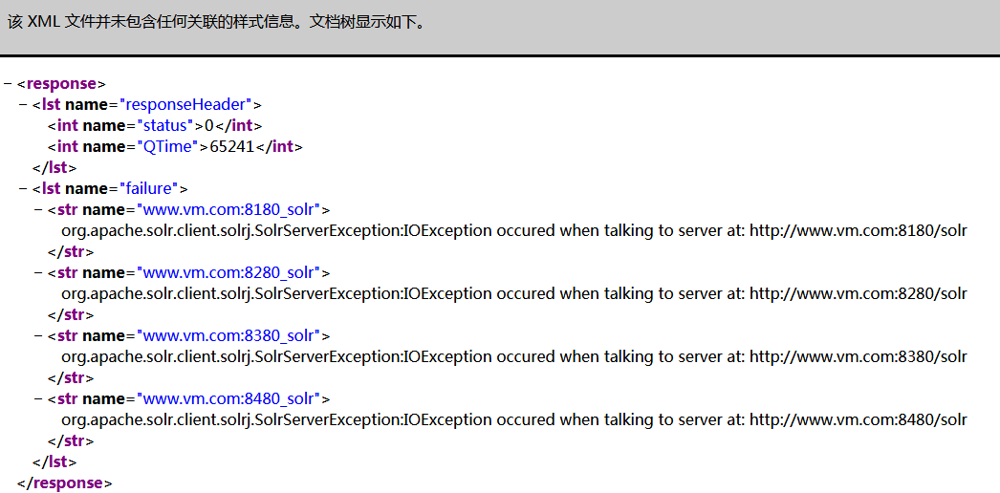 该 XML 文件并未包含任何关联的样式信息。文档树显示如下。
− <response>
− <lst name="responseHeader">
<int name="status">0</int>
<int name="QTime">65241</int>
</lst>
− <lst name="failure">
− <str name="www.vm.com:8180_solr">
org.apache.solr.client.solrj.SolrServerException:IOException occured when talking to server at: http://www.vm.com:8180/solr
</str>
− <str name="www.vm.com:8280_solr">
org.apache.solr.client.solrj.SolrServerException:IOException occured when talking to server at: http://www.vm.com:8280/solr
</str>
− <str name="www.vm.com:8380_solr">
org.apache.solr.client.solrj.SolrServerException:IOException occured when talking to server at: http://www.vm.com:8380/solr
</str>
− <str name="www.vm.com:8480_solr">
org.apache.solr.client.solrj.SolrServerException:IOException occured when talking to server at: http://www.vm.com:8480/solr
</str>
</lst>
</response>